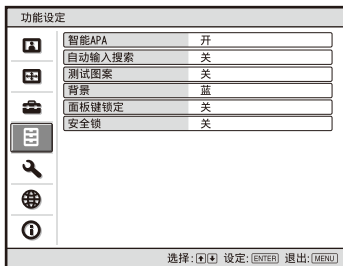 功能设定
智能APA 开
自动输入搜索 关
测试图案 关
背景 蓝
面板键锁定 关
安全锁 关
选择:↑↓ 设定:ENTER 退出:MENU